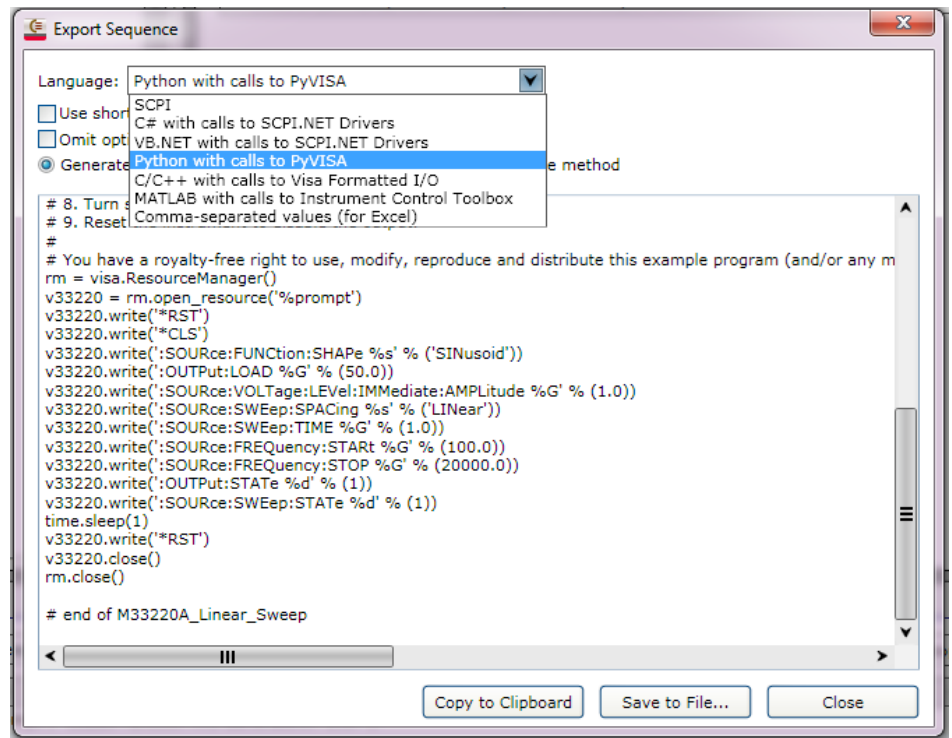 Export Sequence
Language: Python with calls to PyVISA
SCPI
Use short
C# with calls to SCPI.NET Drivers
Omit opti
VB.NET with calls to SCPI.NET Drivers
Generate
Python with calls to PyVISA
e method
C/C++ with calls to Visa Formatted I/O
MATLAB with calls to Instrument Control Toolbox
Comma-separated values (for Excel)
# 8. Turn s
# 9. Reset
#
# You have a royalty-free right to use, modify, reproduce and distribute this example program (and/or any m
rm = visa.ResourceManager()
v33220 = rm.open_resource('%prompt')
v33220.write('*RST')
v33220.write('*CLS')
v33220.write(':SOURce:FUNCtion:SHAPe %s' % ('SINusoid'))
v33220.write(':OUTPut:LOAD %G' % (50.0))
v33220.write(':SOURce:VOLTage:LEVel:IMMediate:AMPLitude %G' % (1.0))
v33220.write(':SOURce:SWEep:SPACing %s' % ('LINear'))
v33220.write(':SOURce:SWEep:TIME %G' % (1.0))
v33220.write(':SOURce:FREQuency:STARt %G' % (100.0))
v33220.write(':SOURce:FREQuency:STOP %G' % (20000.0))
v33220.write(':OUTPut:STATe %d' % (1))
v33220.write(':SOURce:SWEep:STATe %d' % (1))
time.sleep(1)
v33220.write('*RST')
v33220.close()
rm.close()
# end of M33220A_Linear_Sweep
Copy to Clipboard
Save to File...
Close